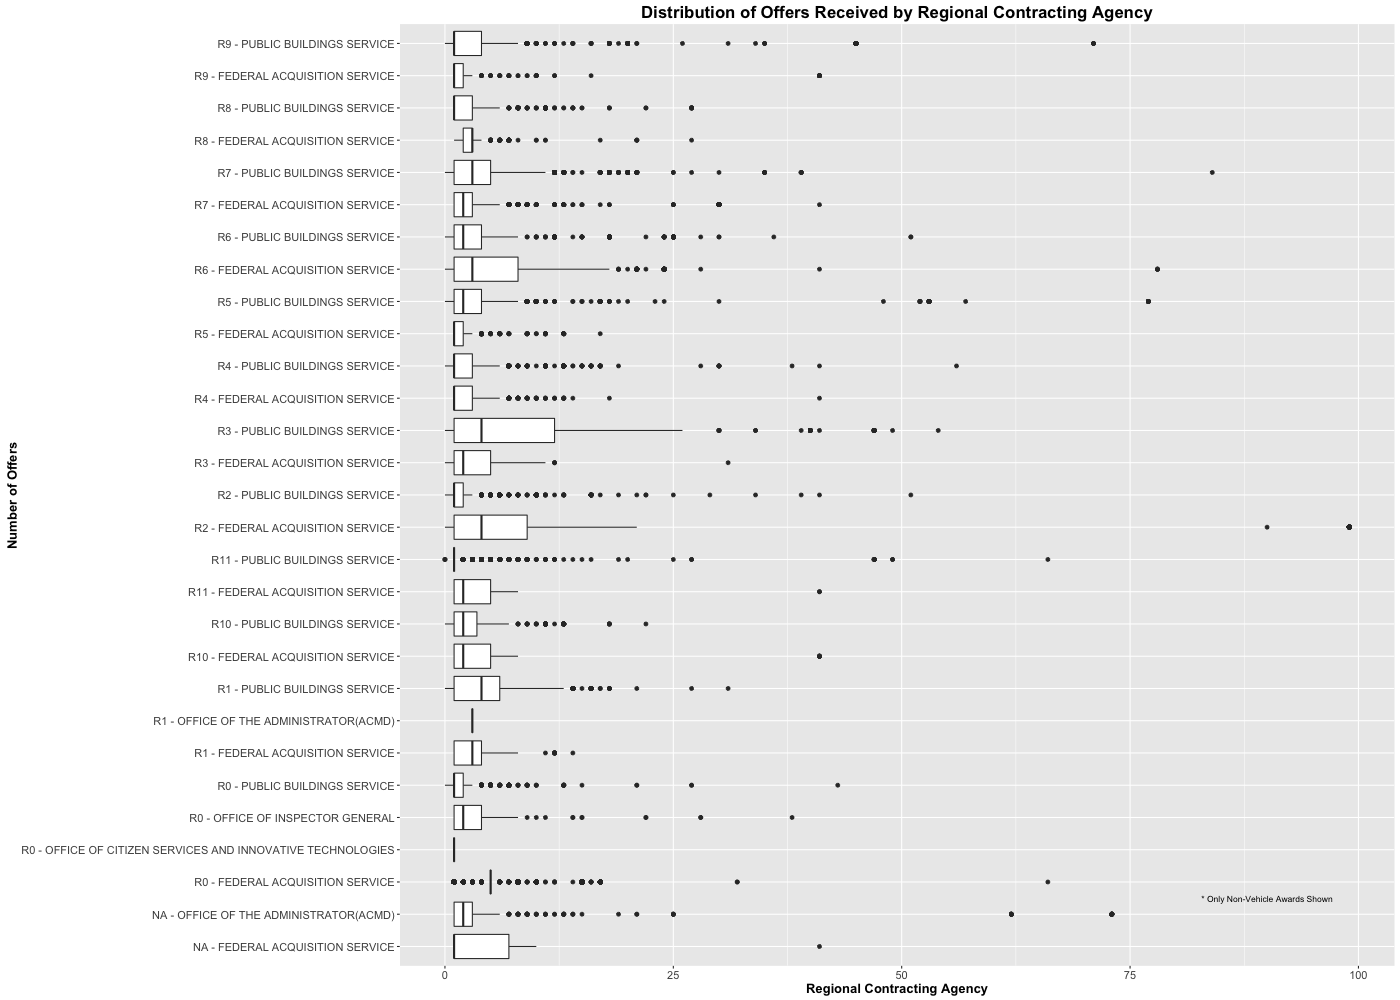 Distribution of Offers Received by Regional Contracting Agency
Number of Offers
R9 - PUBLIC BUILDINGS SERVICE
R9 - FEDERAL ACQUISITION SERVICE
R8 - PUBLIC BUILDINGS SERVICE
R8 - FEDERAL ACQUISITION SERVICE
R7 - PUBLIC BUILDINGS SERVICE
R7 - FEDERAL ACQUISITION SERVICE
R6 - PUBLIC BUILDINGS SERVICE
R6 - FEDERAL ACQUISITION SERVICE
R5 - PUBLIC BUILDINGS SERVICE
R5 - FEDERAL ACQUISITION SERVICE
R4 - PUBLIC BUILDINGS SERVICE
R4 - FEDERAL ACQUISITION SERVICE
R3 - PUBLIC BUILDINGS SERVICE
R3 - FEDERAL ACQUISITION SERVICE
R2 - PUBLIC BUILDINGS SERVICE
R2 - FEDERAL ACQUISITION SERVICE
R11 - PUBLIC BUILDINGS SERVICE
R11 - FEDERAL ACQUISITION SERVICE
R10 - PUBLIC BUILDINGS SERVICE
R10 - FEDERAL ACQUISITION SERVICE
R1 - PUBLIC BUILDINGS SERVICE
R1 - OFFICE OF THE ADMINISTRATOR(ACMD)
R1 - FEDERAL ACQUISITION SERVICE
R0 - PUBLIC BUILDINGS SERVICE
R0 - OFFICE OF INSPECTOR GENERAL
R0 - OFFICE OF CITIZEN SERVICES AND INNOVATIVE TECHNOLOGIES
R0 - FEDERAL ACQUISITION SERVICE
* Only Non-Vehicle Awards Shown
NA - OFFICE OF THE ADMINISTRATOR(ACMD)
NA - FEDERAL ACQUISITION SERVICE
0 25 50 75 100
Regional Contracting Agency